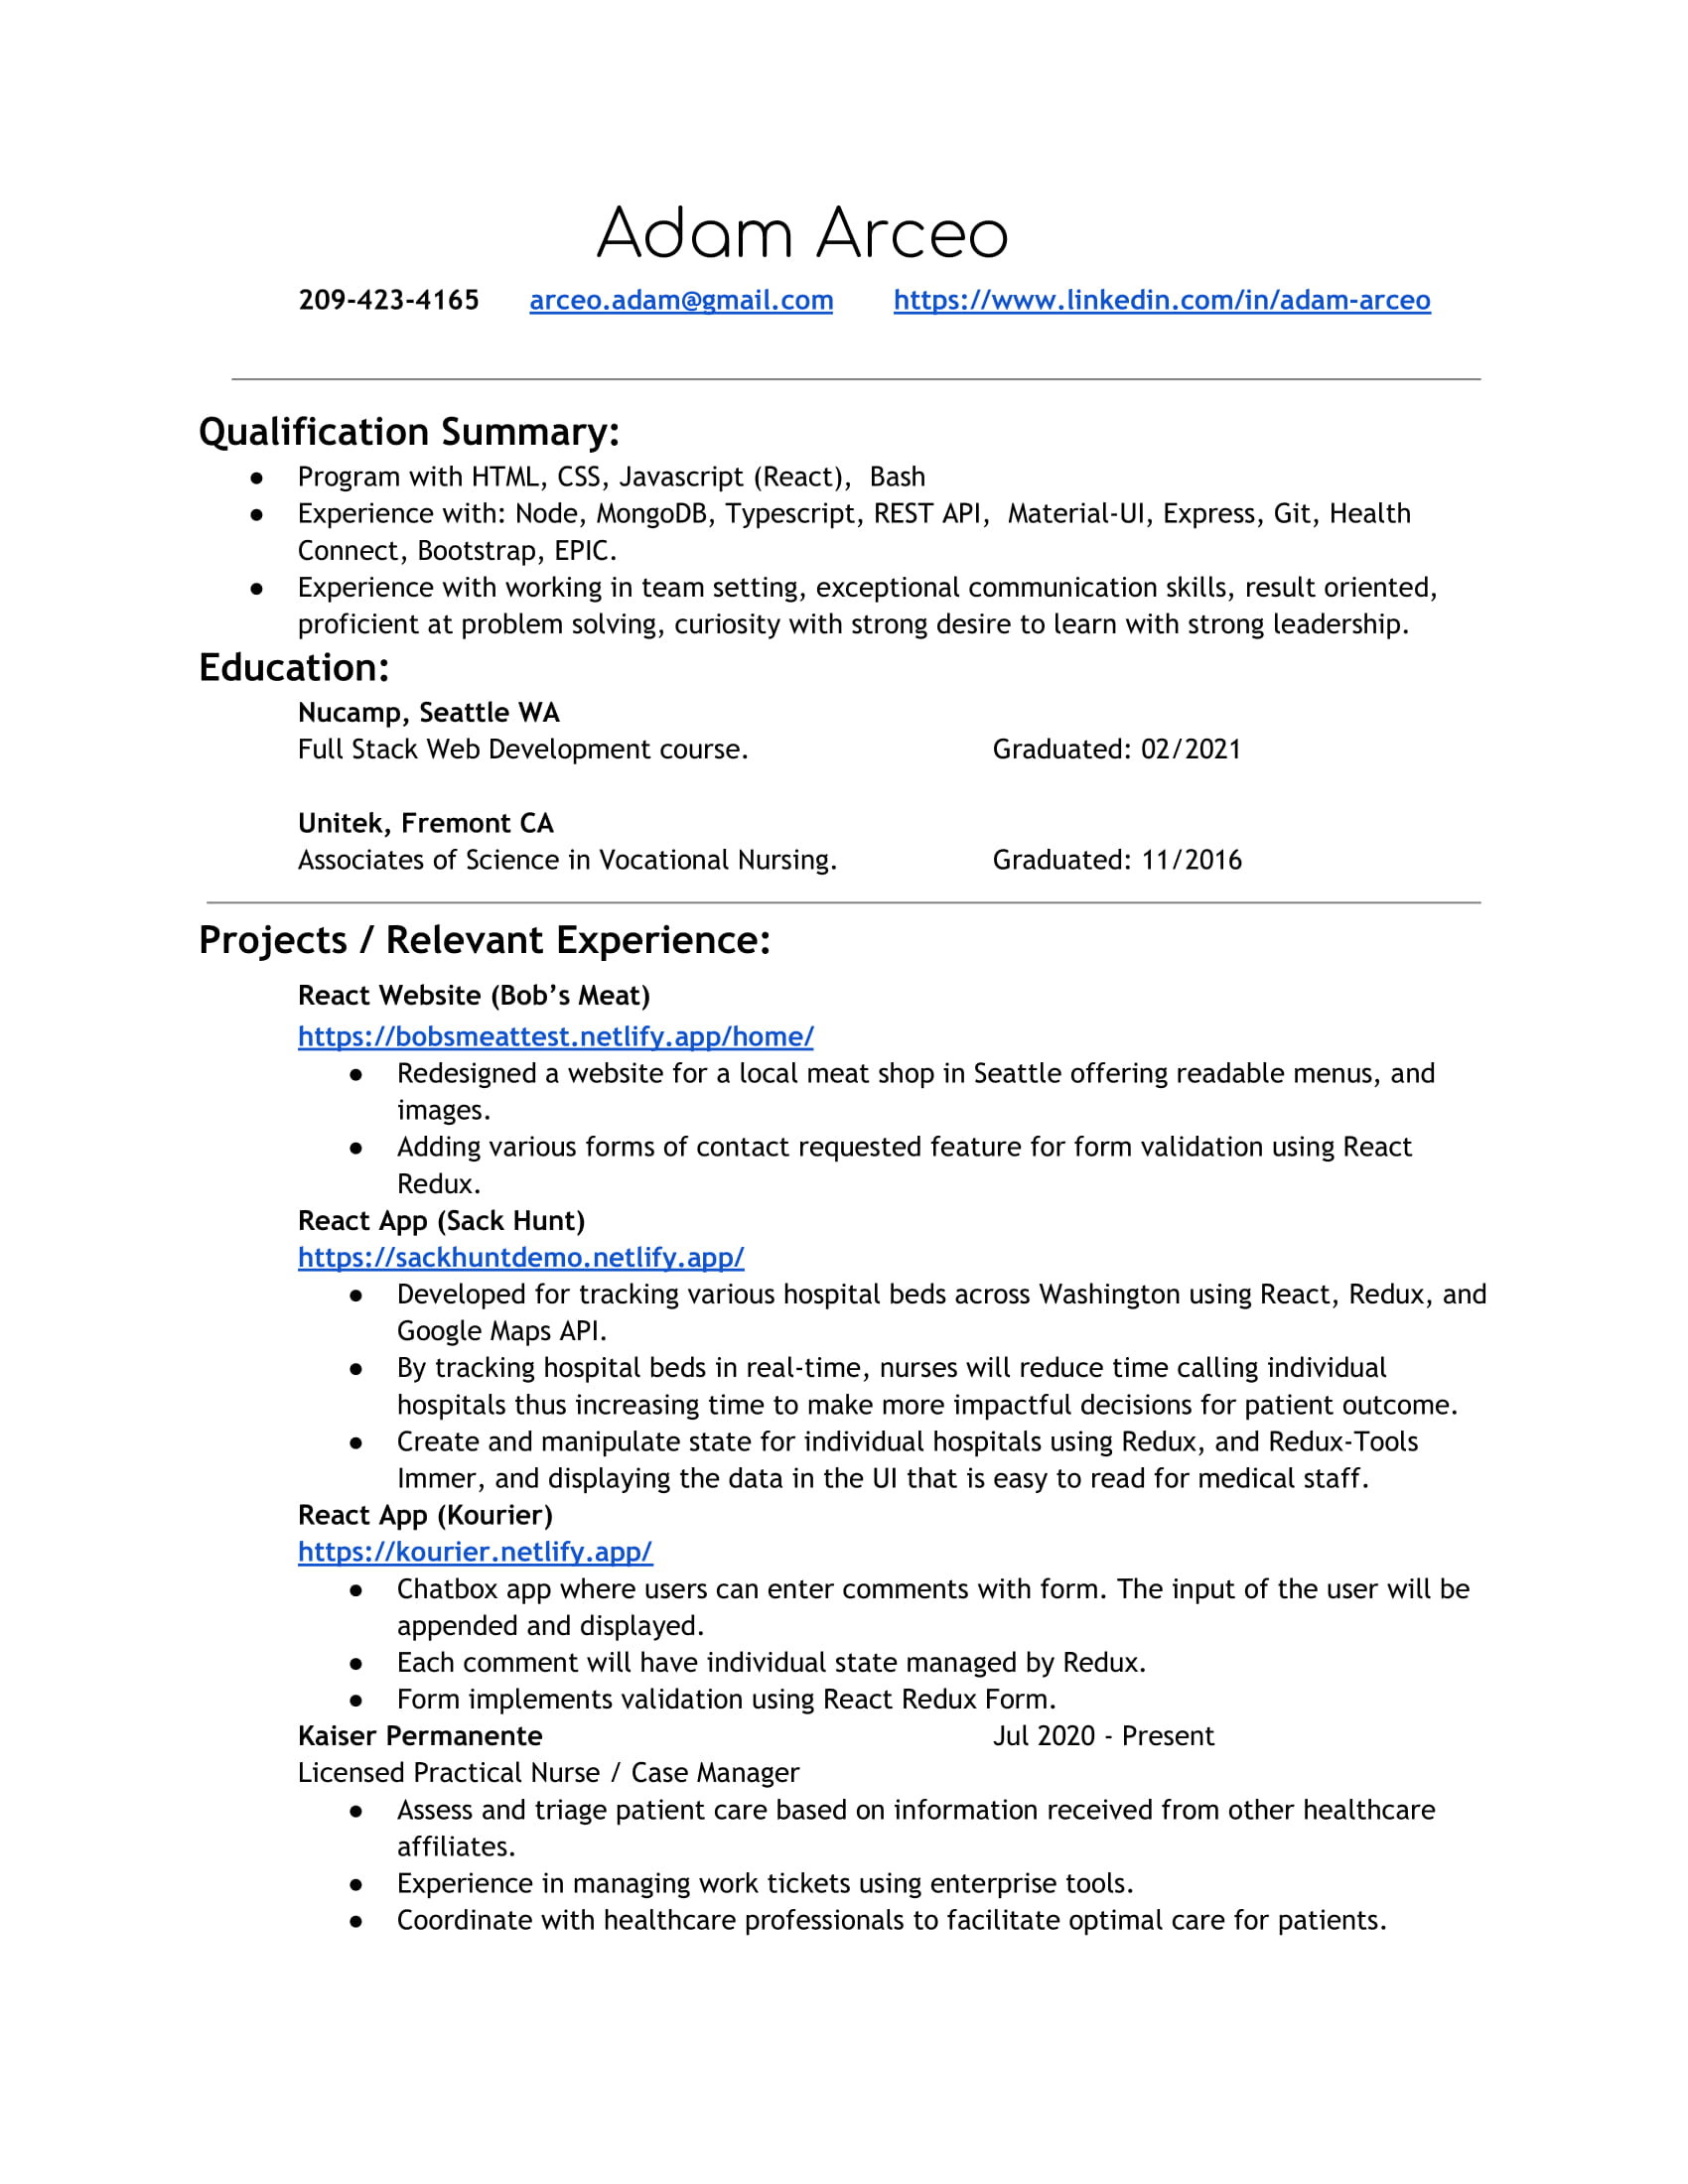 Adam Arceo
209-423-4165 arceo.adam@gmail.com https://www.linkedin.com/in/adam-arceo
Qualification Summary:
● Program with HTML, CSS, Javascript (React), Bash
● Experience with: Node, MongoDB, Typescript, REST API, Material-UI, Express, Git, Health
Connect, Bootstrap, EPIC.
● Experience with working in team setting, exceptional communication skills, result oriented,
proficient at problem solving, curiosity with strong desire to learn with strong leadership.
Education:
Nucamp, Seattle WA
Full Stack Web Development course. Graduated: 02/2021
Unitek, Fremont CA
Associates of Science in Vocational Nursing. Graduated: 11/2016
Projects / Relevant Experience:
React Website (Bob’s Meat)
https://bobsmeattest.netlify.app/home/
● Redesigned a website for a local meat shop in Seattle offering readable menus, and
images.
● Adding various forms of contact requested feature for form validation using React
Redux.
React App (Sack Hunt)
https://sackhuntdemo.netlify.app/
● Developed for tracking various hospital beds across Washington using React, Redux, and
Google Maps API.
● By tracking hospital beds in real-time, nurses will reduce time calling individual
hospitals thus increasing time to make more impactful decisions for patient outcome.
● Create and manipulate state for individual hospitals using Redux, and Redux-Tools
Immer, and displaying the data in the UI that is easy to read for medical staff.
React App (Kourier)
https://kourier.netlify.app/
● Chatbox app where users can enter comments with form. The input of the user will be
appended and displayed.
● Each comment will have individual state managed by Redux.
● Form implements validation using React Redux Form.
Kaiser Permanente Jul 2020 - Present
Licensed Practical Nurse / Case Manager
● Assess and triage patient care based on information received from other healthcare
affiliates.
● Experience in managing work tickets using enterprise tools.
● Coordinate with healthcare professionals to facilitate optimal care for patients.